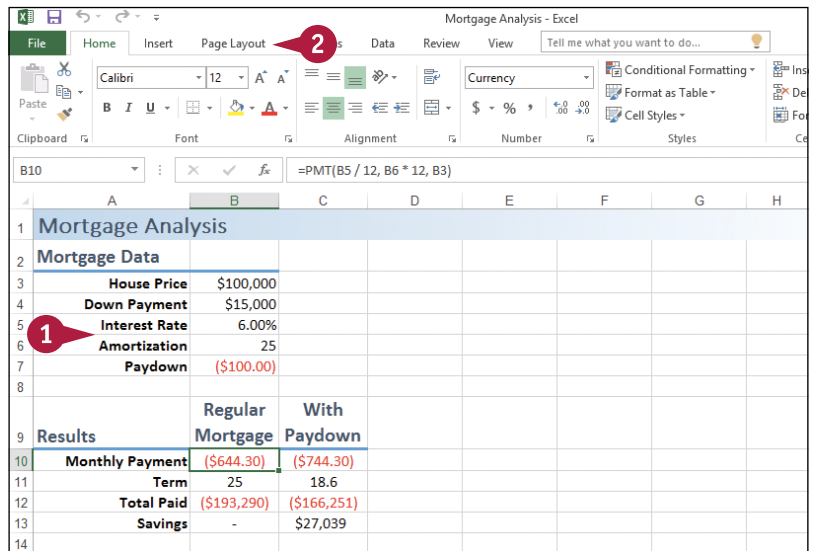 Mortgage Analysis - Excel
File Home Insert Page Layout 2 s Data Review View Tell me what you want to do...
Paste
Calibri 12
B I U
Currency
$ % ,
Conditional Formatting
Format as Table
Cell Styles
Ins
De
For
Clipboard Font Alignment Number Styles Ce
B10 fx =PMT(B5 / 12, B6 * 12, B3)
A B C D E F G H
1 Mortgage Analysis
2 Mortgage Data
3 House Price $100,000
4 Down Payment $15,000
5 Interest Rate 6.00%
1
6 Amortization 25
7 Paydown ($100.00)
8
Regular With
9 Results Mortgage Paydown
10 Monthly Payment ($644.30) ($744.30)
11 Term 25 18.6
12 Total Paid ($193,290) ($166,251)
13 Savings - $27,039
14